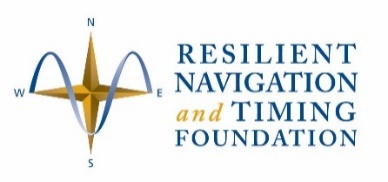 N
W E
S
RESILIENT
NAVIGATION
and TIMING
FOUNDATION